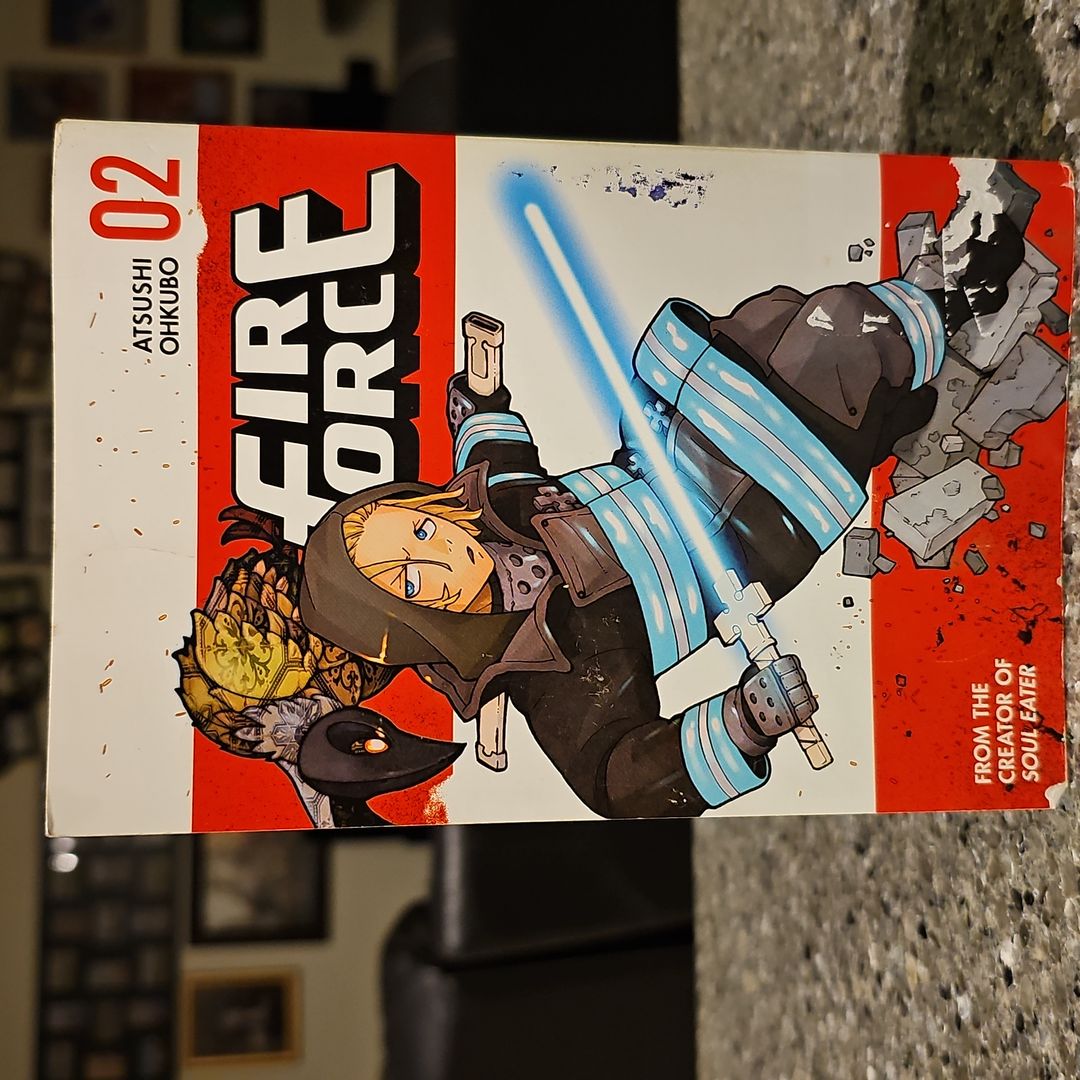 02
ATSUSHI
OHKUBO
FIRE
FORCE
FROM THE
CREATOR OF
SOUL EATER